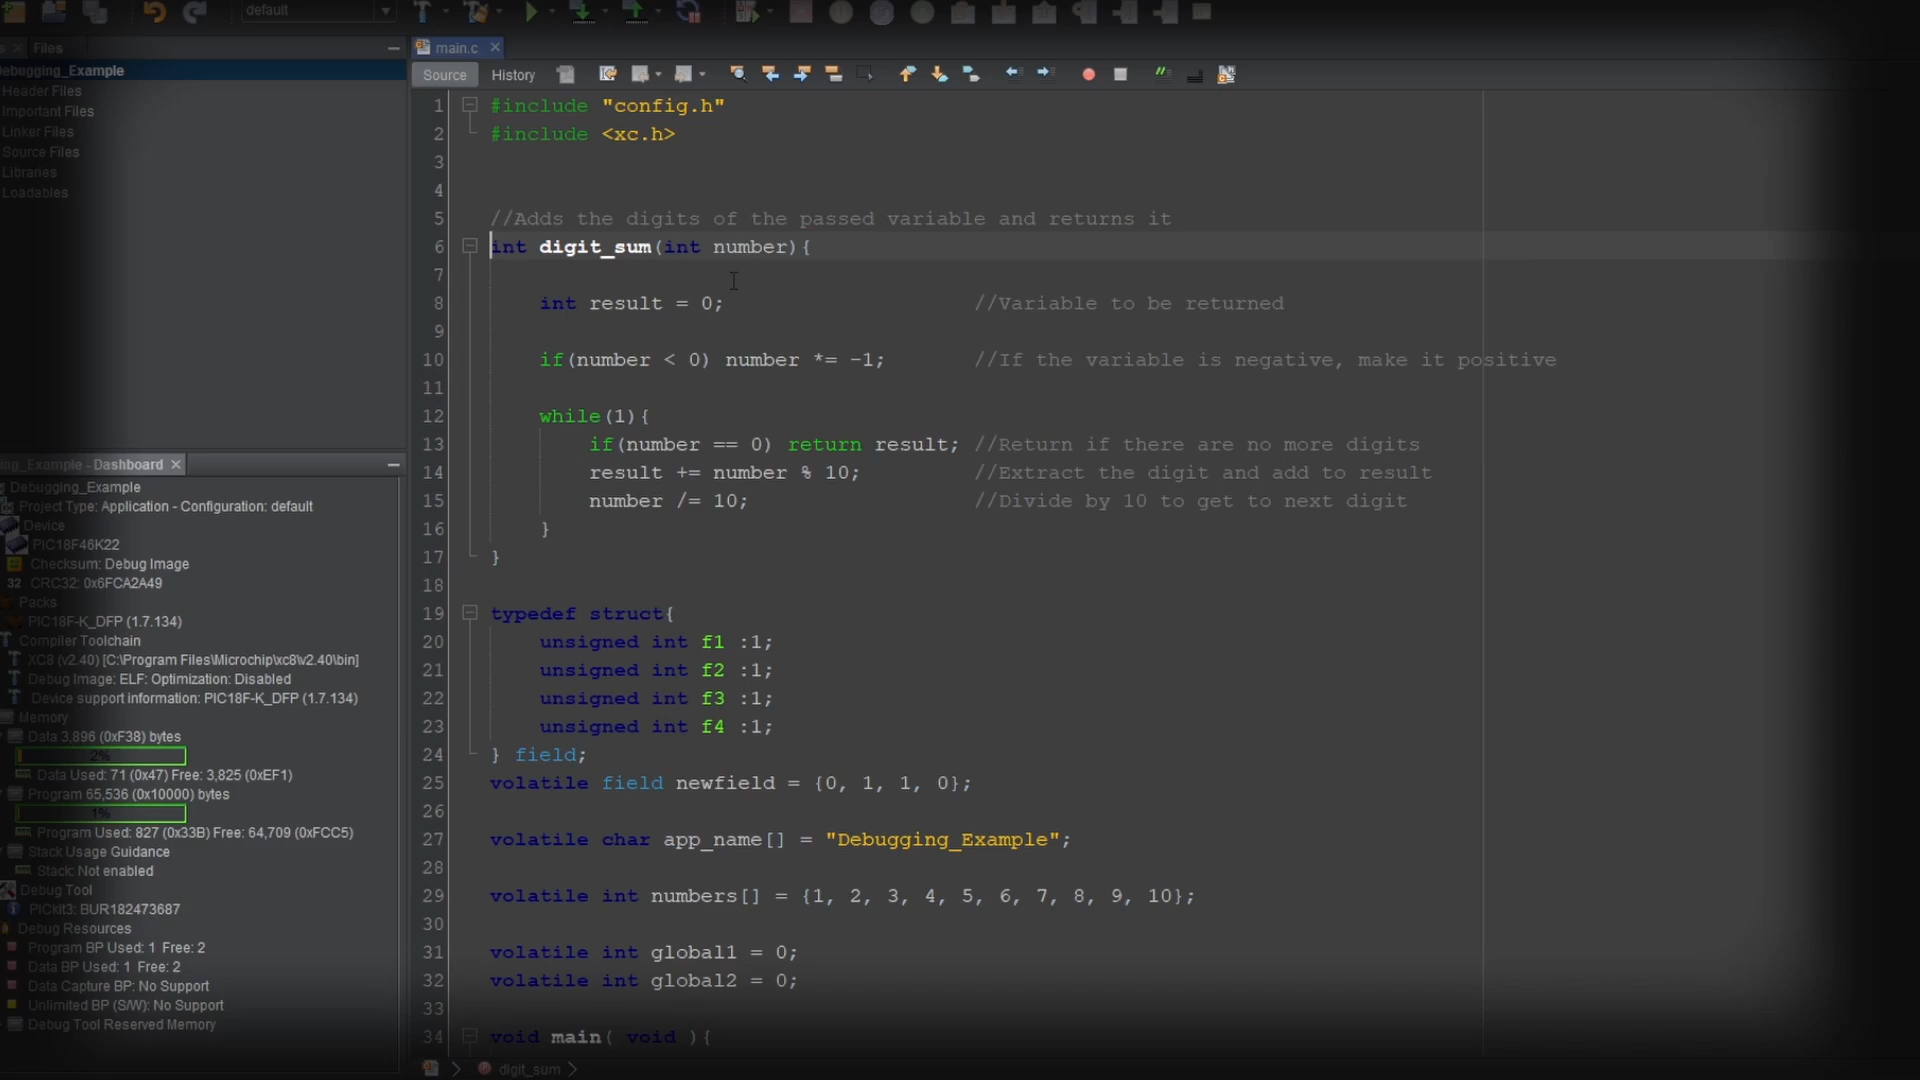 default
Files
main.c
Debugging_Example
Header Files
Important Files
Linker Files
Source Files
Libraries
Loadables
Source History
1 #include "config.h"
2 #include <xc.h>
3
4
5 //Adds the digits of the passed variable and returns it
6 int digit_sum(int number){
7
8 int result = 0; //Variable to be returned
9
10 if(number < 0) number *= -1; //If the variable is negative, make it positive
11
12 while(1){
13 if(number == 0) return result; //Return if there are no more digits
14 result += number % 10; //Extract the digit and add to result
15 number /= 10; //Divide by 10 to get to next digit
16 }
17 }
18
19 typedef struct{
20 unsigned int f1 :1;
21 unsigned int f2 :1;
22 unsigned int f3 :1;
23 unsigned int f4 :1;
24 } field;
25 volatile field newfield = {0, 1, 1, 0};
26
27 volatile char app_name[] = "Debugging_Example";
28
29 volatile int numbers[] = {1, 2, 3, 4, 5, 6, 7, 8, 9, 10};
30
31 volatile int global1 = 0;
32 volatile int global2 = 0;
33
34 void main( void ){
digit_sum
ng_Example - Dashboard
Debugging_Example
Project Type: Application - Configuration: default
Device
PIC18F46K22
Checksum: Debug Image
32 CRC32: 0x6FCA2A49
Packs
PIC18F-K_DFP (1.7.134)
Compiler Toolchain
XC8 (v2.40) [C:\Program Files\Microchip\xc8\v2.40\bin]
Debug Image: ELF: Optimization: Disabled
Device support information: PIC18F-K_DFP (1.7.134)
Memory
Data 3,896 (0xF38) bytes
2%
Data Used: 71 (0x47) Free: 3,825 (0xEF1)
Program 65,536 (0x10000) bytes
1%
Program Used: 827 (0x33B) Free: 64,709 (0xFCC5)
Stack Usage Guidance
Stack: Not enabled
Debug Tool
PICkit3: BUR182473687
Debug Resources
Program BP Used: 1 Free: 2
Data BP Used: 1 Free: 2
Data Capture BP: No Support
Unlimited BP (S/W): No Support
Debug Tool Reserved Memory